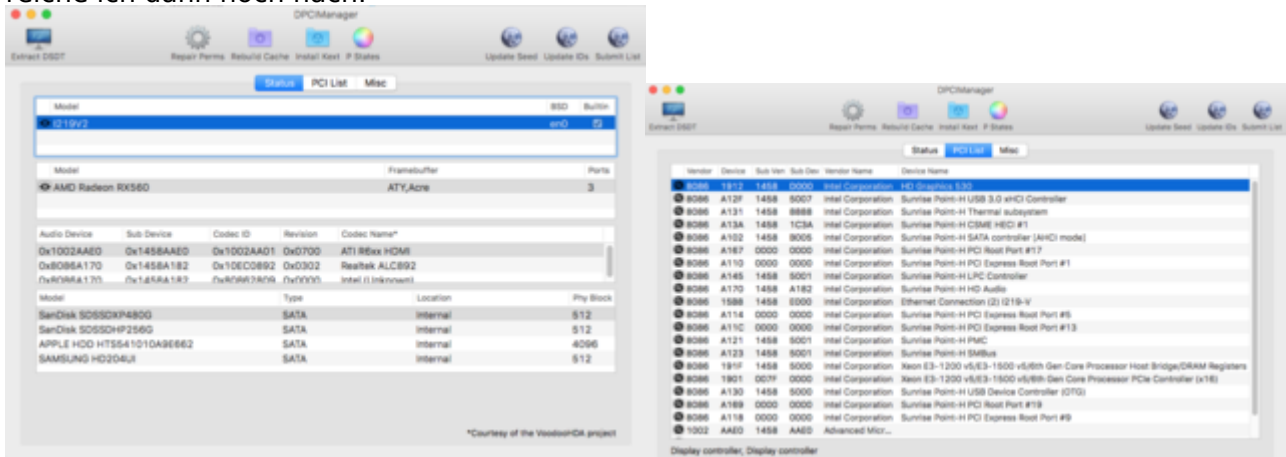 reiche ich dann noch nach.
DPCIManager
Extract DSDT Repair Perms Rebuild Cache Install Kext P States Update Seed Update IDs Submit List
Status PCI List Misc
Model BSD Builtin
I219V2 en0
Model Framebuffer Ports
AMD Radeon RX560 ATY,Acre 3
Audio Device Sub Device Codec ID Revision Codec Name*
0x1002AAE0 0x1458AAE0 0x1002AA01 0x0700 ATI R6xx HDMI
0x8086A170 0x1458A182 0x10EC0892 0x0302 Realtek ALC892
0x8086A170 0x1458A182 0x80862809 0x0000 Intel (Unknown)
Model Type Location Phy Block
SanDisk SDSSDXP480G SATA Internal 512
SanDisk SDSSDHP256G SATA Internal 512
APPLE HDD HTS541010A9E662 SATA Internal 4096
SAMSUNG HD204UI SATA Internal 512
*Courtesy of the VoodooHDA project
DPCIManager
Extract DSDT Repair Perms Rebuild Cache Install Kext P States Update Seed Update IDs Submit List
Status PCI List Misc
Vendor Device Sub Ven Sub Dev Vendor Name Device Name
8086 1912 1458 D000 Intel Corporation HD Graphics 530
8086 A12F 1458 5007 Intel Corporation Sunrise Point-H USB 3.0 xHCI Controller
8086 A131 1458 8888 Intel Corporation Sunrise Point-H Thermal subsystem
8086 A13A 1458 1C3A Intel Corporation Sunrise Point-H CSME HECI #1
8086 A102 1458 B005 Intel Corporation Sunrise Point-H SATA controller [AHCI mode]
8086 A167 0000 0000 Intel Corporation Sunrise Point-H PCI Root Port #17
8086 A110 0000 0000 Intel Corporation Sunrise Point-H PCI Express Root Port #1
8086 A145 1458 5001 Intel Corporation Sunrise Point-H LPC Controller
8086 A170 1458 A182 Intel Corporation Sunrise Point-H HD Audio
8086 15B8 1458 E000 Intel Corporation Ethernet Connection (2) I219-V
8086 A114 0000 0000 Intel Corporation Sunrise Point-H PCI Express Root Port #5
8086 A11C 0000 0000 Intel Corporation Sunrise Point-H PCI Express Root Port #13
8086 A121 1458 5001 Intel Corporation Sunrise Point-H PMC
8086 A123 1458 5001 Intel Corporation Sunrise Point-H SMBus
8086 191F 1458 5000 Intel Corporation Xeon E3-1200 v5/E3-1500 v5/6th Gen Core Processor Host Bridge/DRAM Registers
8086 1901 007F 0000 Intel Corporation Xeon E3-1200 v5/E3-1500 v5/6th Gen Core Processor PCIe Controller (x16)
8086 A130 1458 5000 Intel Corporation Sunrise Point-H USB Device Controller (OTG)
8086 A169 0000 0000 Intel Corporation Sunrise Point-H PCI Root Port #19
8086 A118 0000 0000 Intel Corporation Sunrise Point-H PCI Express Root Port #9
1002 AAE0 1458 AAE0 Advanced Micr...
Display controller, Display controller